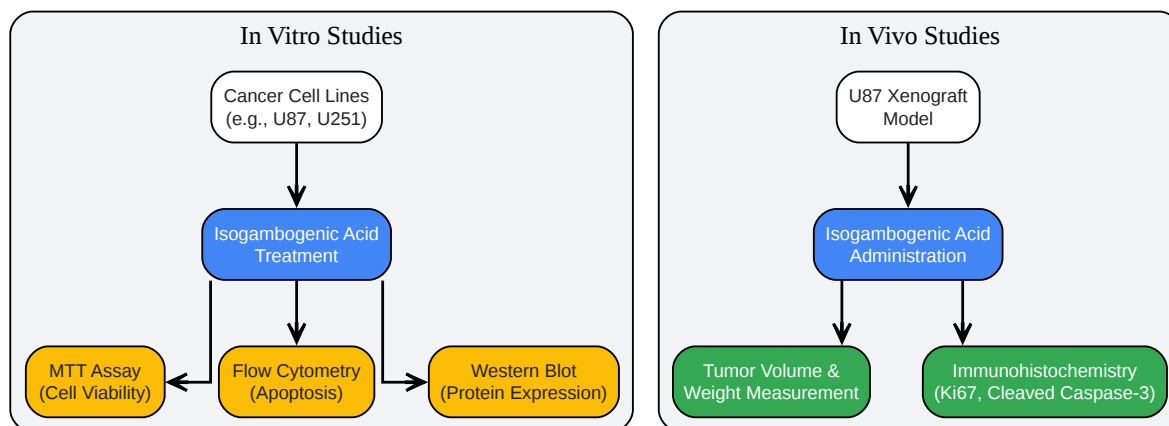 In Vitro Studies
Cancer Cell Lines
(e.g., U87, U251)
Isogambogenic Acid
Treatment
MTT Assay
(Cell Viability)
Flow Cytometry
(Apoptosis)
Western Blot
(Protein Expression)
In Vivo Studies
U87 Xenograft
Model
Isogambogenic Acid
Administration
Tumor Volume &
Weight Measurement
Immunohistochemistry
(Ki67, Cleaved Caspase-3)